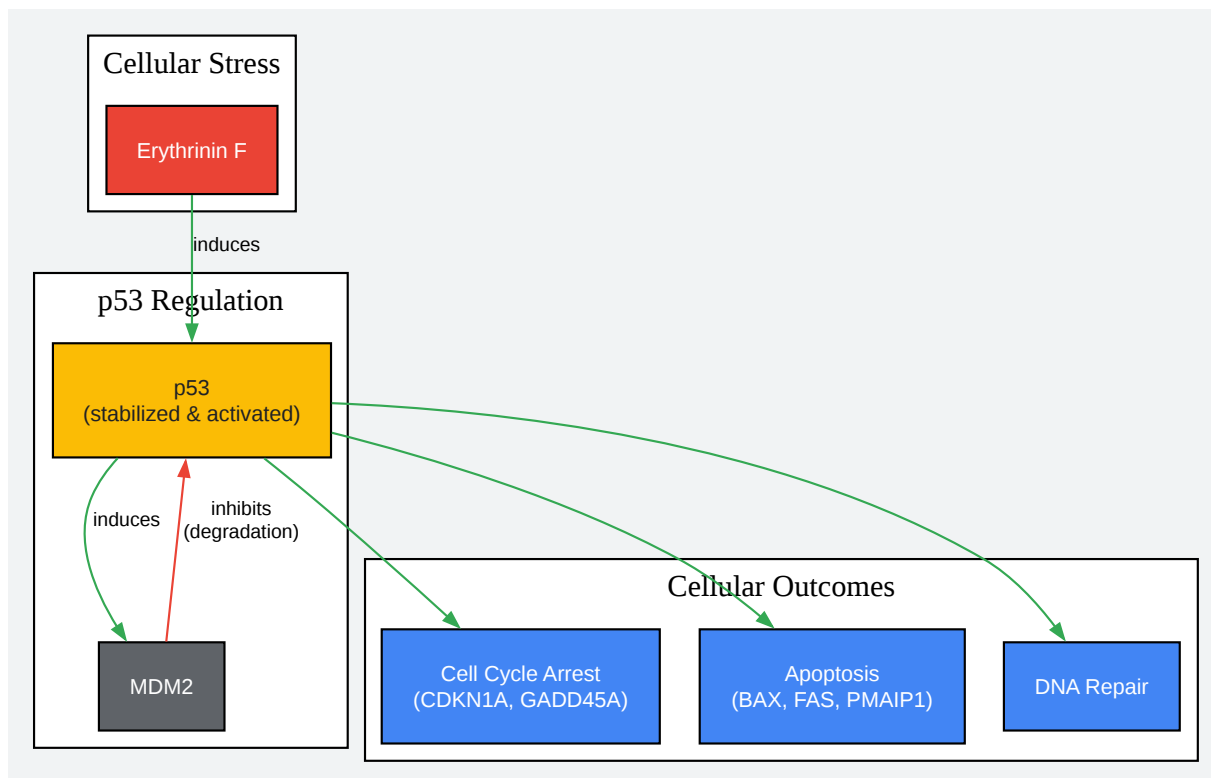 Cellular Stress
Erythrinin F
induces
p53 Regulation
p53
(stabilized & activated)
induces
inhibits
(degradation)
MDM2
Cellular Outcomes
Cell Cycle Arrest
(CDKN1A, GADD45A)
Apoptosis
(BAX, FAS, PMAIP1)
DNA Repair